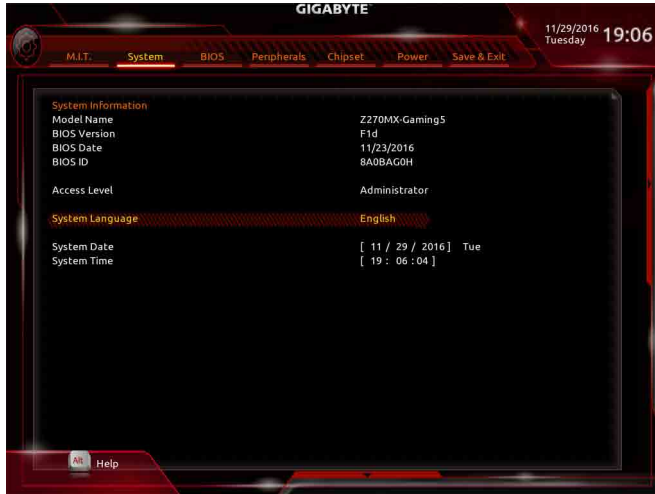 GIGABYTE
11/29/2016 19:06
Tuesday
M.I.T. System BIOS Peripherals Chipset Power Save & Exit
System Information
Model Name Z270MX-Gaming5
BIOS Version F1d
BIOS Date 11/23/2016
BIOS ID 8A0BAG0H
Access Level Administrator
System Language English
System Date [ 11 / 29 / 2016 ] Tue
System Time [ 19 : 06 : 04 ]
Alt Help